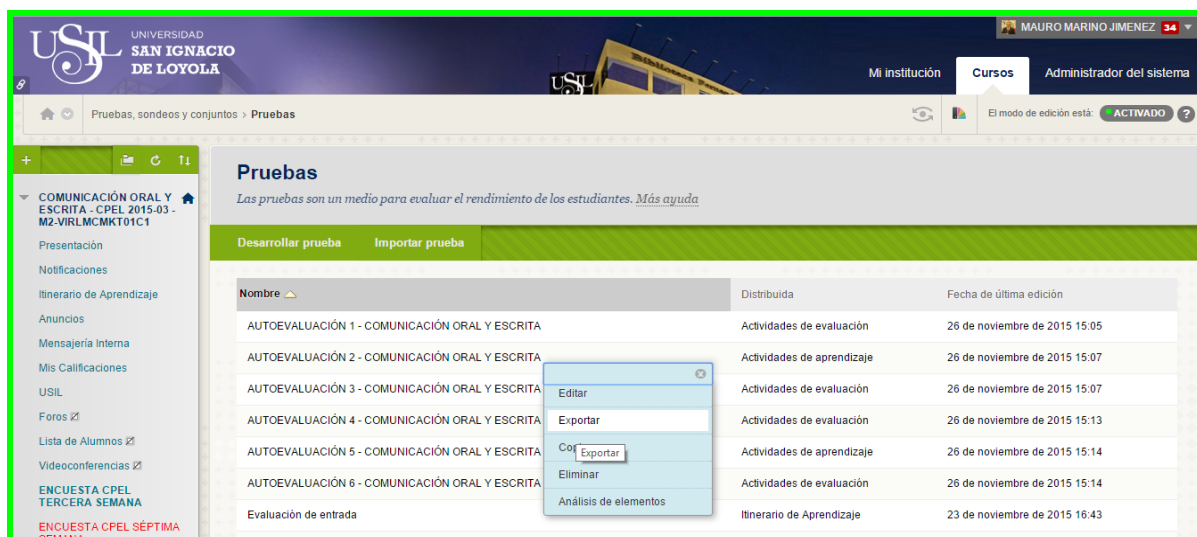 USIL UNIVERSIDAD
SAN IGNACIO
DE LOYOLA
USIL
MAURO MARINO JIMENEZ 34
Mi institución Cursos Administrador del sistema
Pruebas, sondeos y conjuntos > Pruebas
El modo de edición está: ACTIVADO ?
Pruebas
Las pruebas son un medio para evaluar el rendimiento de los estudiantes. Más ayuda
Desarrollar prueba Importar prueba
COMUNICACIÓN ORAL Y
ESCRITA - CPEL 2015-03 -
M2-VIRLMCMKT01C1
Presentación
Notificaciones
Itinerario de Aprendizaje
Anuncios
Mensajería Interna
Mis Calificaciones
USIL
Foros
Lista de Alumnos
Videoconferencias
ENCUESTA CPEL
TERCERA SEMANA
ENCUESTA CPEL SÉPTIMA
Nombre Distribuida Fecha de última edición
AUTOEVALUACIÓN 1 - COMUNICACIÓN ORAL Y ESCRITA Actividades de evaluación 26 de noviembre de 2015 15:05
AUTOEVALUACIÓN 2 - COMUNICACIÓN ORAL Y ESCRITA Actividades de aprendizaje 26 de noviembre de 2015 15:07
AUTOEVALUACIÓN 3 - COMUNICACIÓN ORAL Y ESCRITA Actividades de evaluación 26 de noviembre de 2015 15:07
AUTOEVALUACIÓN 4 - COMUNICACIÓN ORAL Y ESCRITA Actividades de evaluación 26 de noviembre de 2015 15:13
AUTOEVALUACIÓN 5 - COMUNICACIÓN ORAL Y ESCRITA Actividades de aprendizaje 26 de noviembre de 2015 15:14
AUTOEVALUACIÓN 6 - COMUNICACIÓN ORAL Y ESCRITA Actividades de evaluación 26 de noviembre de 2015 15:14
Evaluación de entrada Itinerario de Aprendizaje 23 de noviembre de 2015 16:43
Editar
Exportar
Exportar
Eliminar
Análisis de elementos